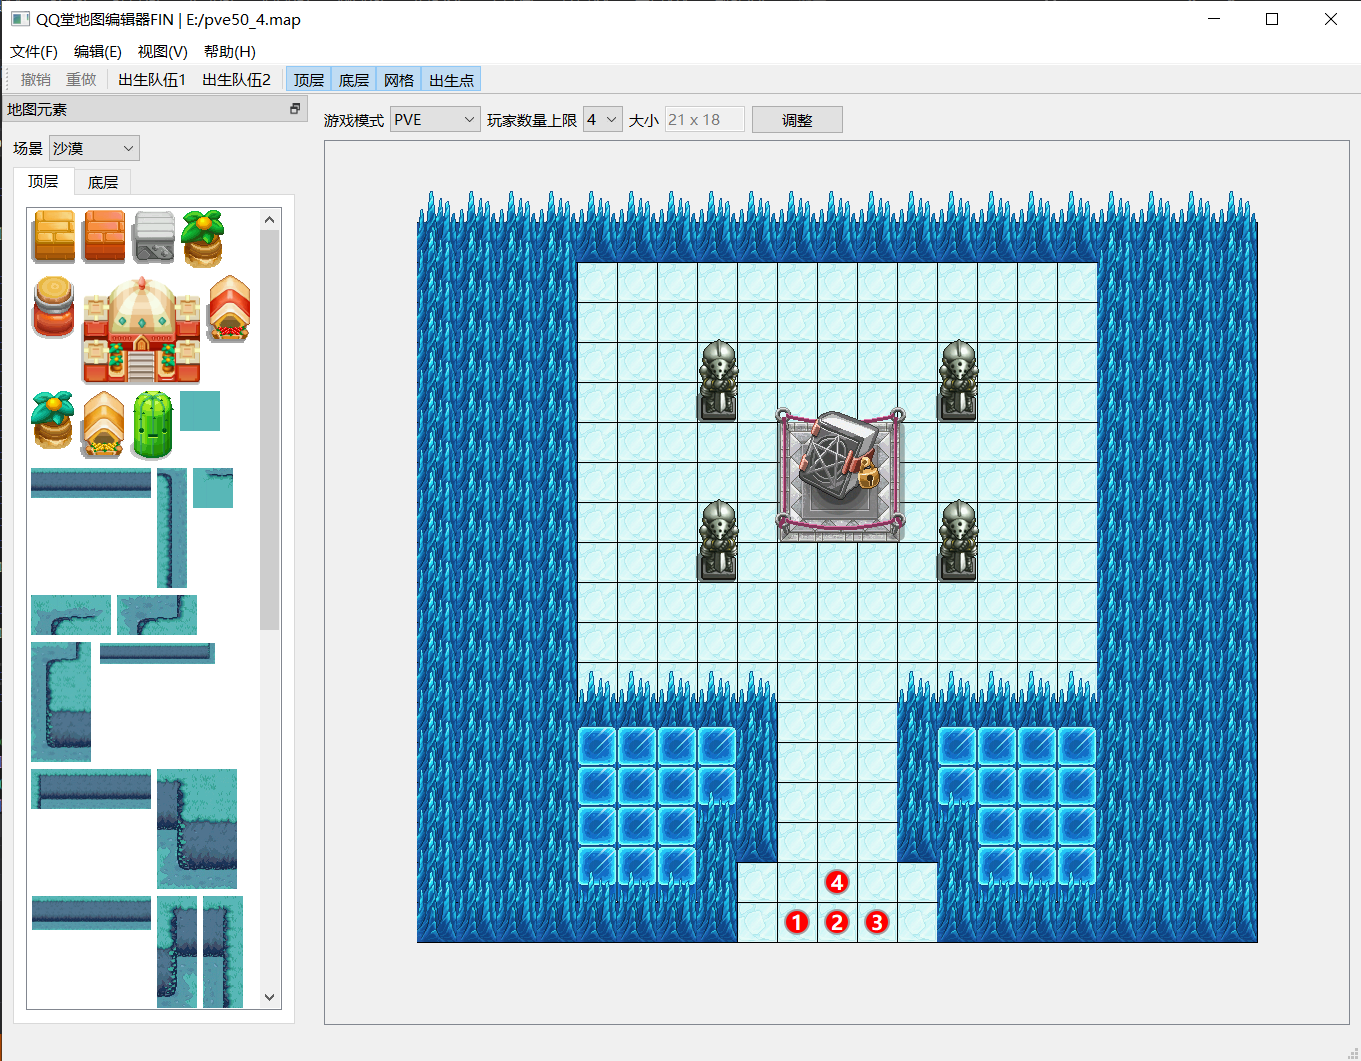 QQ堂地图编辑器FIN | E:/pve50_4.map
文件(F) 编辑(E) 视图(V) 帮助(H)
撤销 重做 出生队伍1 出生队伍2 顶层 底层 网格 出生点
地图元素
游戏模式 PVE 玩家数量上限 4 大小 21 x 18 调整
场景 沙漠
顶层 底层
4
1 2 3